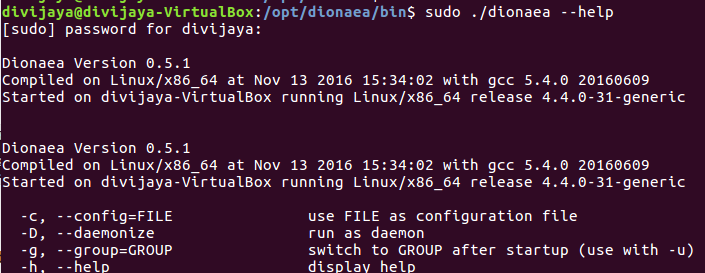 divijaya@divijaya-VirtualBox:/opt/dionaea/bin$ sudo ./dionaea --help
[sudo] password for divijaya:
Dionaea Version 0.5.1
Compiled on Linux/x86_64 at Nov 13 2016 15:34:02 with gcc 5.4.0 20160609
Started on divijaya-VirtualBox running Linux/x86_64 release 4.4.0-31-generic
Dionaea Version 0.5.1
Compiled on Linux/x86_64 at Nov 13 2016 15:34:02 with gcc 5.4.0 20160609
Started on divijaya-VirtualBox running Linux/x86_64 release 4.4.0-31-generic
-c, --config=FILE use FILE as configuration file
-D, --daemonize run as daemon
-g, --group=GROUP switch to GROUP after startup (use with -u)
-h, --help display help